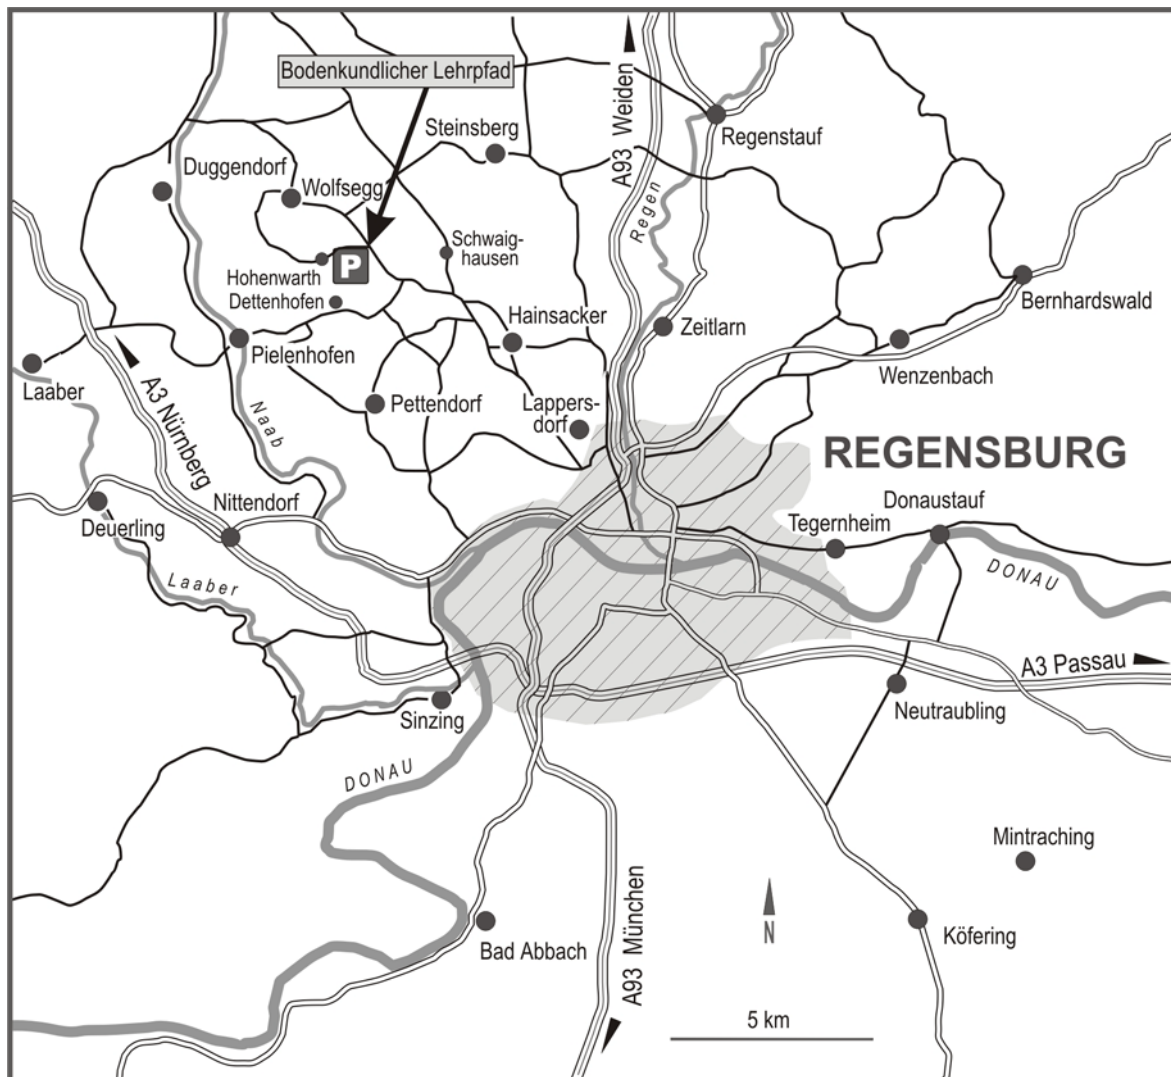 Bodenkundlicher Lehrpfad
A93 Weiden
Steinsberg
Regenstauf
Duggendorf
Wolfsegg
Regen
Schwaig-
hausen
Hohenwarth
P
Dettenhofen
Bernhardswald
Hainsacker
Zeitlarn
Pielenhofen
Wenzenbach
Laaber
A3 Nürnberg
Naab
Pettendorf
Lappers-
dorf
REGENSBURG
Nittendorf
Deuerling
Donaustauf
Tegernheim
Laaber
DONAU
A3 Passau
Sinzing
Neutraubling
DONAU
Mintraching
N
Köfering
Bad Abbach
A93 München
5 km